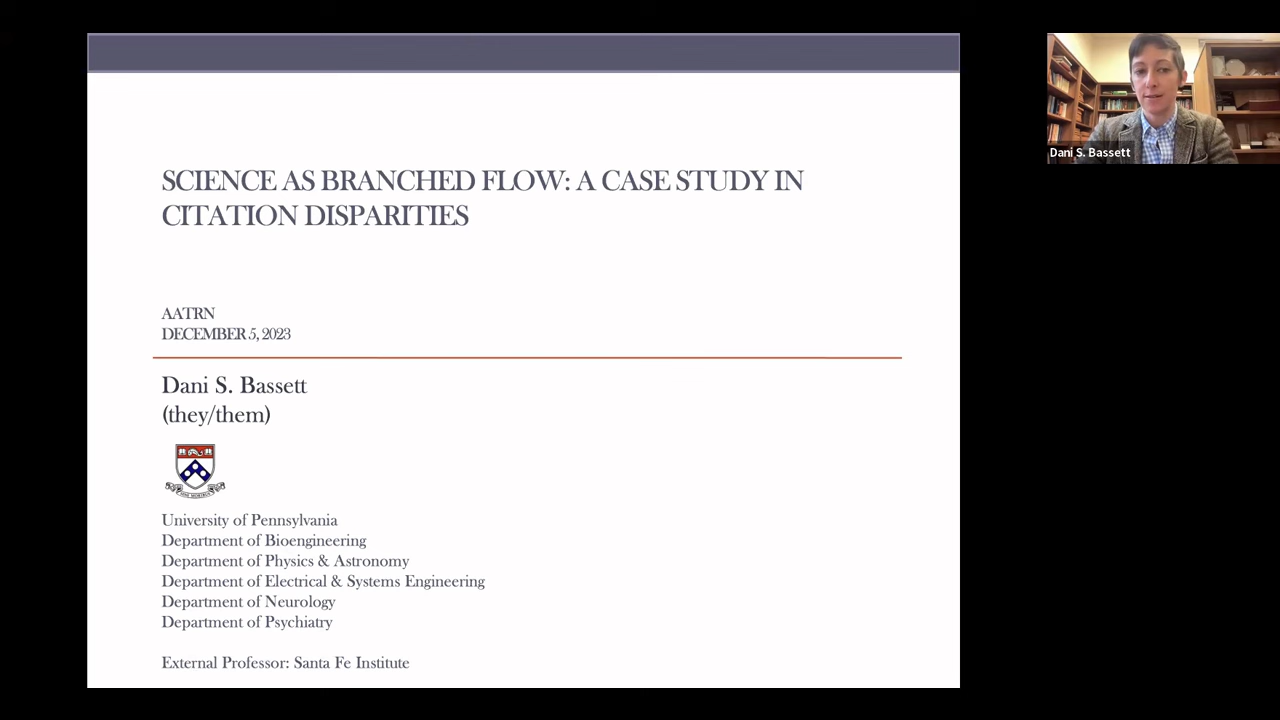 SCIENCE AS BRANCHED FLOW: A CASE STUDY IN
CITATION DISPARITIES
AATRN
DECEMBER 5, 2023
Dani S. Bassett
(they/them)
University of Pennsylvania
Department of Bioengineering
Department of Physics & Astronomy
Department of Electrical & Systems Engineering
Department of Neurology
Department of Psychiatry
External Professor: Santa Fe Institute
Dani S. Bassett